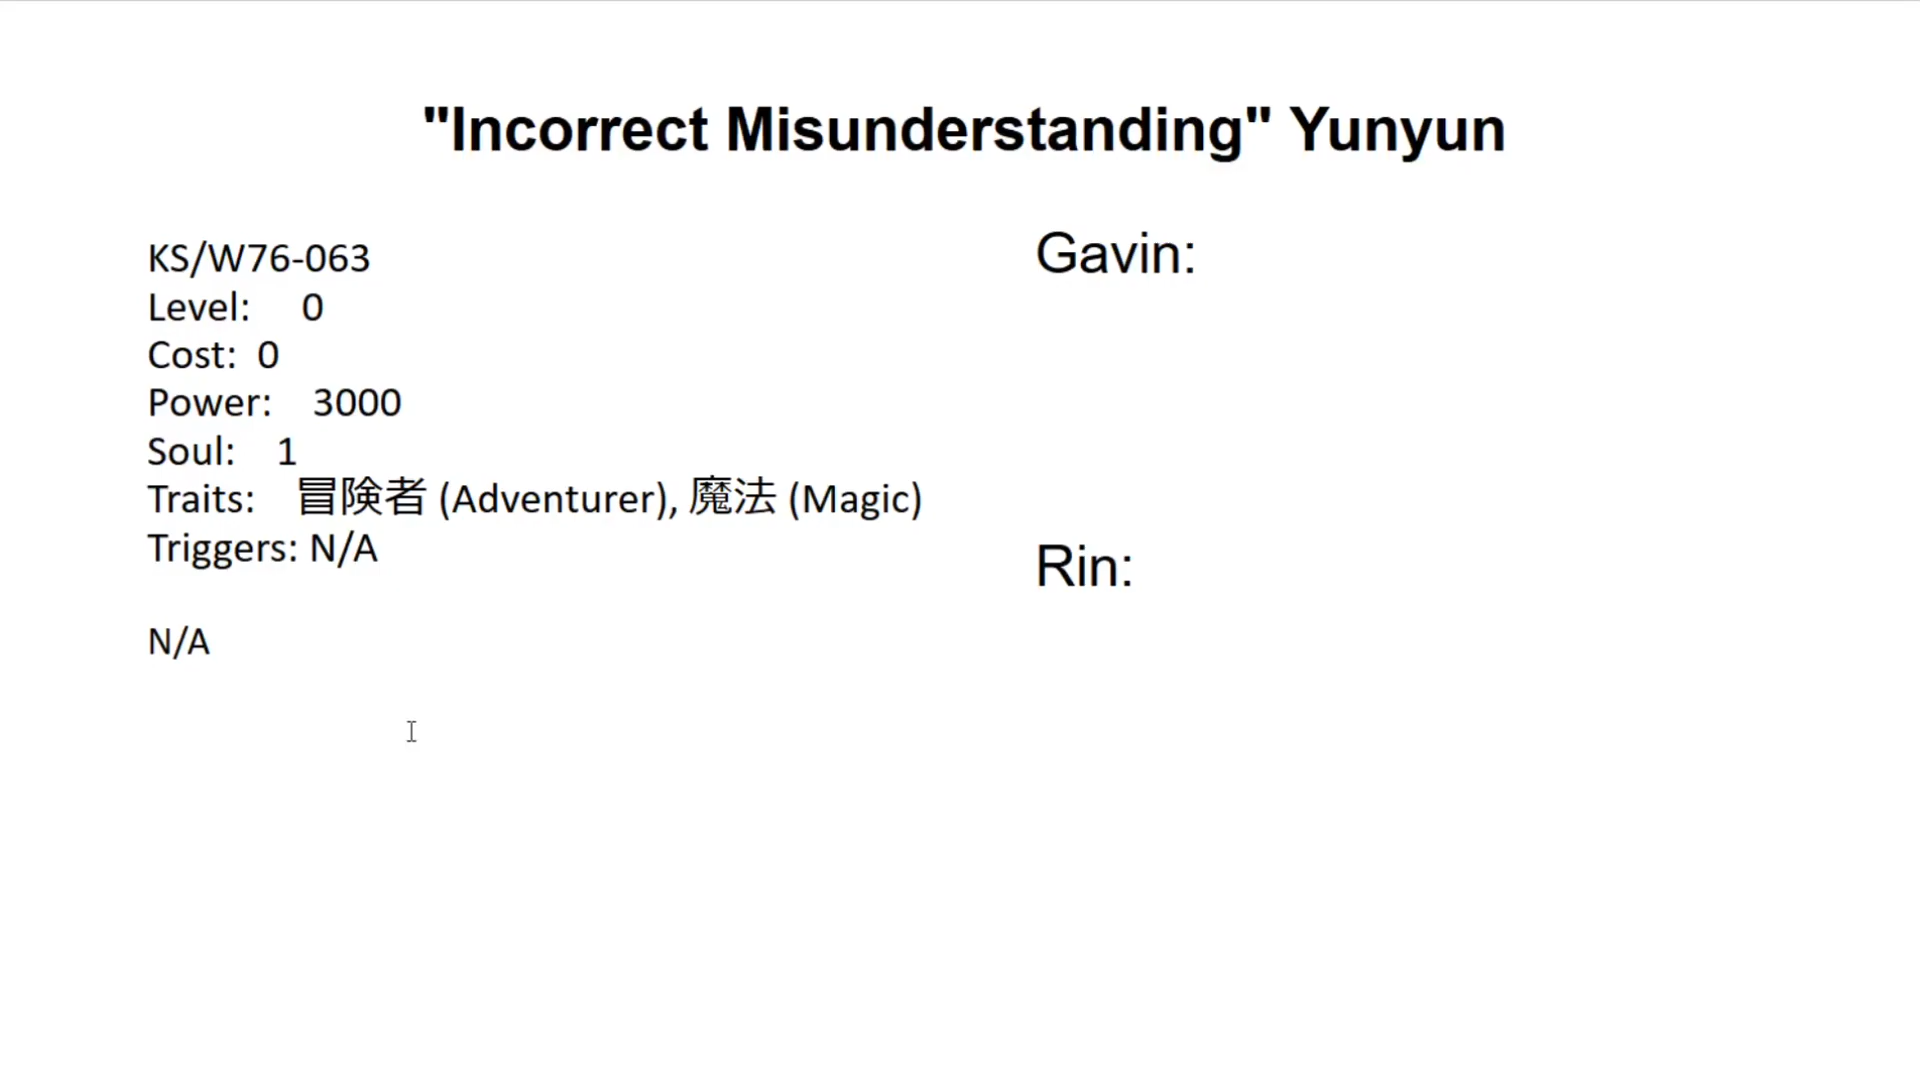 "Incorrect Misunderstanding" Yunyun
KS/W76-063
Level: 0
Cost: 0
Power: 3000
Soul: 1
Traits: 冒険者 (Adventurer), 魔法 (Magic)
Triggers: N/A
N/A
Gavin:
Rin: